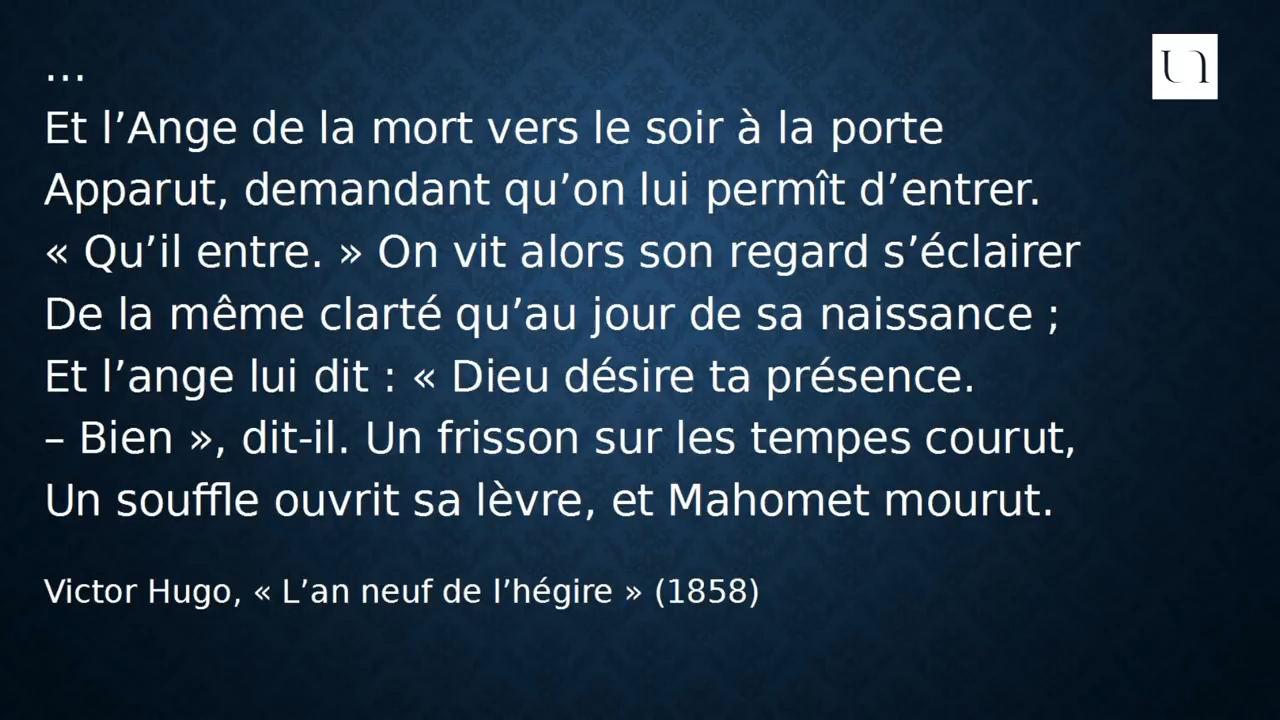 …
Et l’Ange de la mort vers le soir à la porte
Apparut, demandant qu’on lui permît d’entrer.
« Qu’il entre. » On vit alors son regard s’éclairer
De la même clarté qu’au jour de sa naissance ;
Et l’ange lui dit : « Dieu désire ta présence.
– Bien », dit-il. Un frisson sur les tempes courut,
Un souffle ouvrit sa lèvre, et Mahomet mourut.
Victor Hugo, « L’an neuf de l’hégire » (1858)